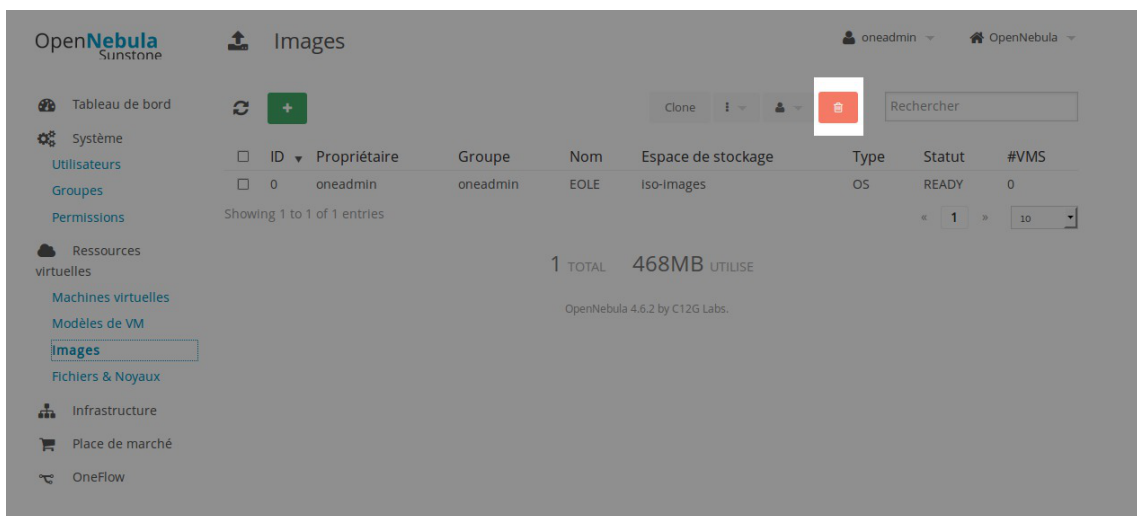 OpenNebula
Sunstone
Images
oneadmin
OpenNebula
Tableau de bord
Système
Utilisateurs
Groupes
Permissions
Ressources
virtuelles
Machines virtuelles
Modèles de VM
Images
Fichiers & Noyaux
Infrastructure
Place de marché
OneFlow
+ Clone Rechercher
ID Propriétaire Groupe Nom Espace de stockage Type Statut #VMS
0 oneadmin oneadmin EOLE iso-images OS READY 0
Showing 1 to 1 of 1 entries « 1 » 10
1 TOTAL 468MB UTILISE
OpenNebula 4.6.2 by C12G Labs.